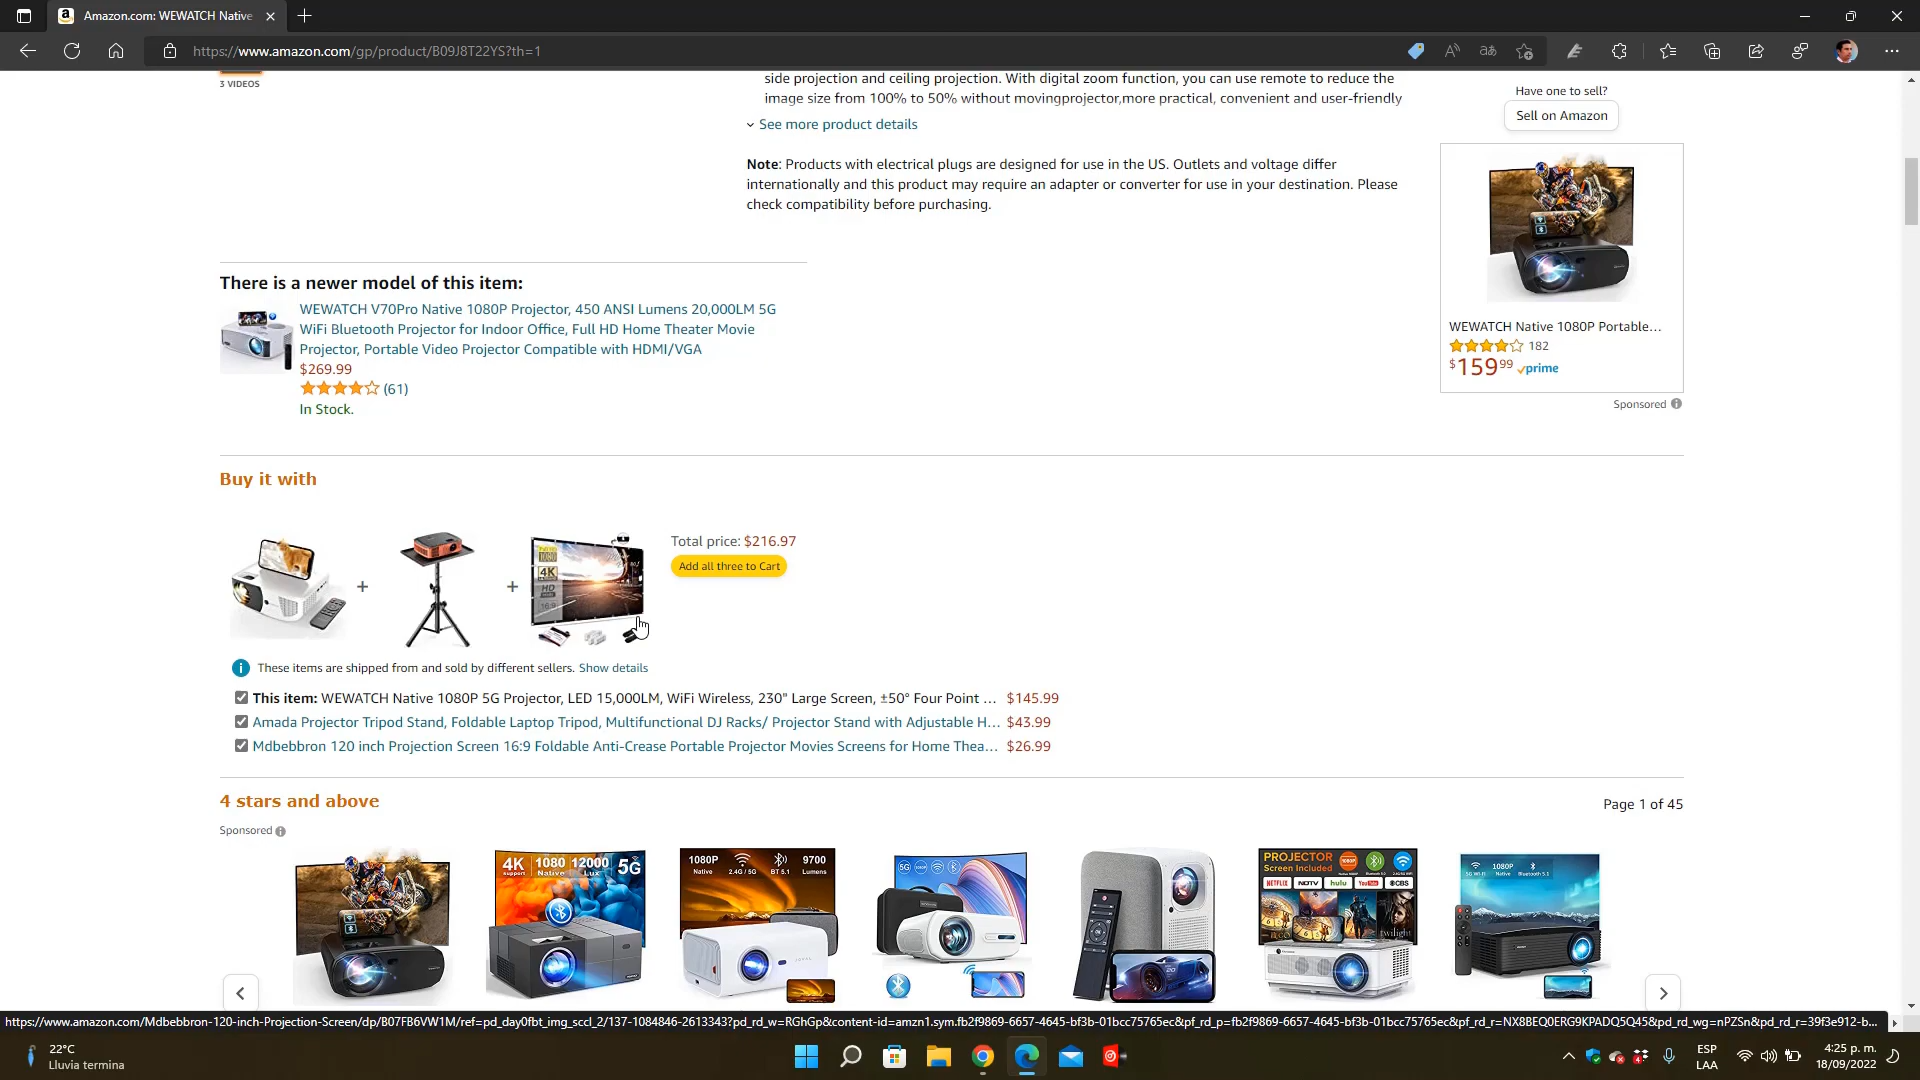 Amazon.com: WEWATCH Native
https://www.amazon.com/gp/product/B09J8T22YS?th=1
3 VIDEOS
side projection and ceiling projection. With digital zoom function, you can use remote to reduce the
image size from 100% to 50% without movingprojector,more practical, convenient and user-friendly
See more product details
Note: Products with electrical plugs are designed for use in the US. Outlets and voltage differ
internationally and this product may require an adapter or converter for use in your destination. Please
check compatibility before purchasing.
Have one to sell?
Sell on Amazon
WEWATCH Native 1080P Portable...
182
$159.99 prime
Sponsored
There is a newer model of this item:
WEWATCH V70Pro Native 1080P Projector, 450 ANSI Lumens 20,000LM 5G
WiFi Bluetooth Projector for Indoor Office, Full HD Home Theater Movie
Projector, Portable Video Projector Compatible with HDMI/VGA
$269.99
(61)
In Stock.
Buy it with
+
+
4K
HD
16:9
Total price: $216.97
Add all three to Cart
These items are shipped from and sold by different sellers. Show details
This item: WEWATCH Native 1080P 5G Projector, LED 15,000LM, WiFi Wireless, 230" Large Screen, ±50° Four Point ... $145.99
Amada Projector Tripod Stand, Foldable Laptop Tripod, Multifunctional DJ Racks/ Projector Stand with Adjustable H... $43.99
Mdbebbron 120 inch Projection Screen 16:9 Foldable Anti-Crease Portable Projector Movies Screens for Home Thea... $26.99
4 stars and above
Page 1 of 45
Sponsored
4K 1080 12000 5G
support Native Lux
1080P 9700
Native 2.4G / 5G BT 5.1 Lumens
5G
PROJECTOR
Screen Included
NETFLIX NDTV hulu YouTube CBS
twilight
1080P
5G Wi-Fi Native Bluetooth 5.1
https://www.amazon.com/Mdbebbron-120-inch-Projection-Screen/dp/B07FB6VW1M/ref=pd_day0fbt_img_sccl_2/137-1084846-2613343?pd_rd_w=RGhGp&content-id=amzn1.sym.fb2f9869-6657-4645-bf3b-01bcc75765ec&pf_rd_p=fb2f9869-6657-4645-bf3b-01bcc75765ec&pf_rd_r=NX8BEQ0ERG9KPADQ5Q45&pd_rd_wg=nPZSn&pd_rd_r=39f3e912-b...
22°C
Lluvia termina
ESP
LAA
4:25 p. m.
18/09/2022